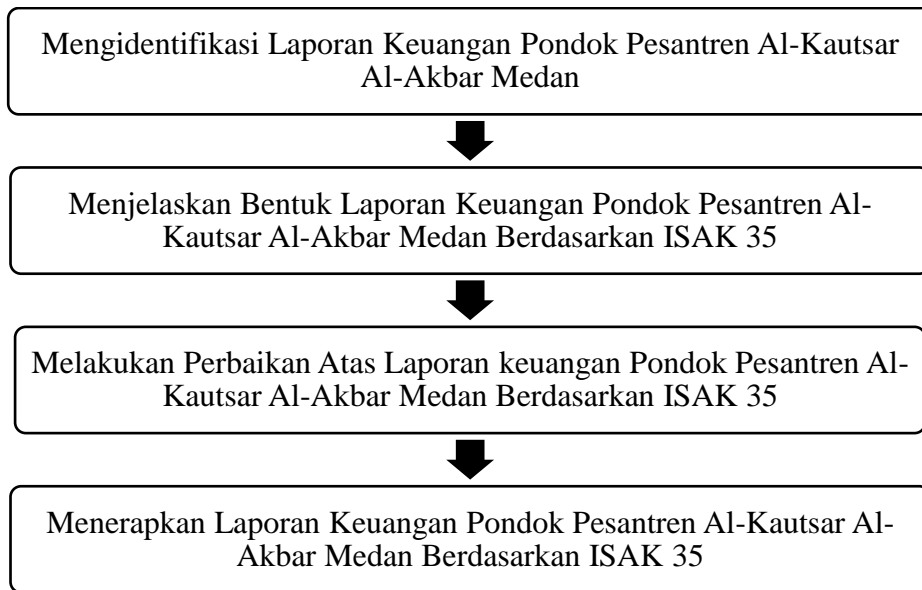 Mengidentifikasi Laporan Keuangan Pondok Pesantren Al-Kautsar
Al-Akbar Medan
Menjelaskan Bentuk Laporan Keuangan Pondok Pesantren Al-
Kautsar Al-Akbar Medan Berdasarkan ISAK 35
Melakukan Perbaikan Atas Laporan keuangan Pondok Pesantren Al-
Kautsar Al-Akbar Medan Berdasarkan ISAK 35
Menerapkan Laporan Keuangan Pondok Pesantren Al-Kautsar Al-
Akbar Medan Berdasarkan ISAK 35